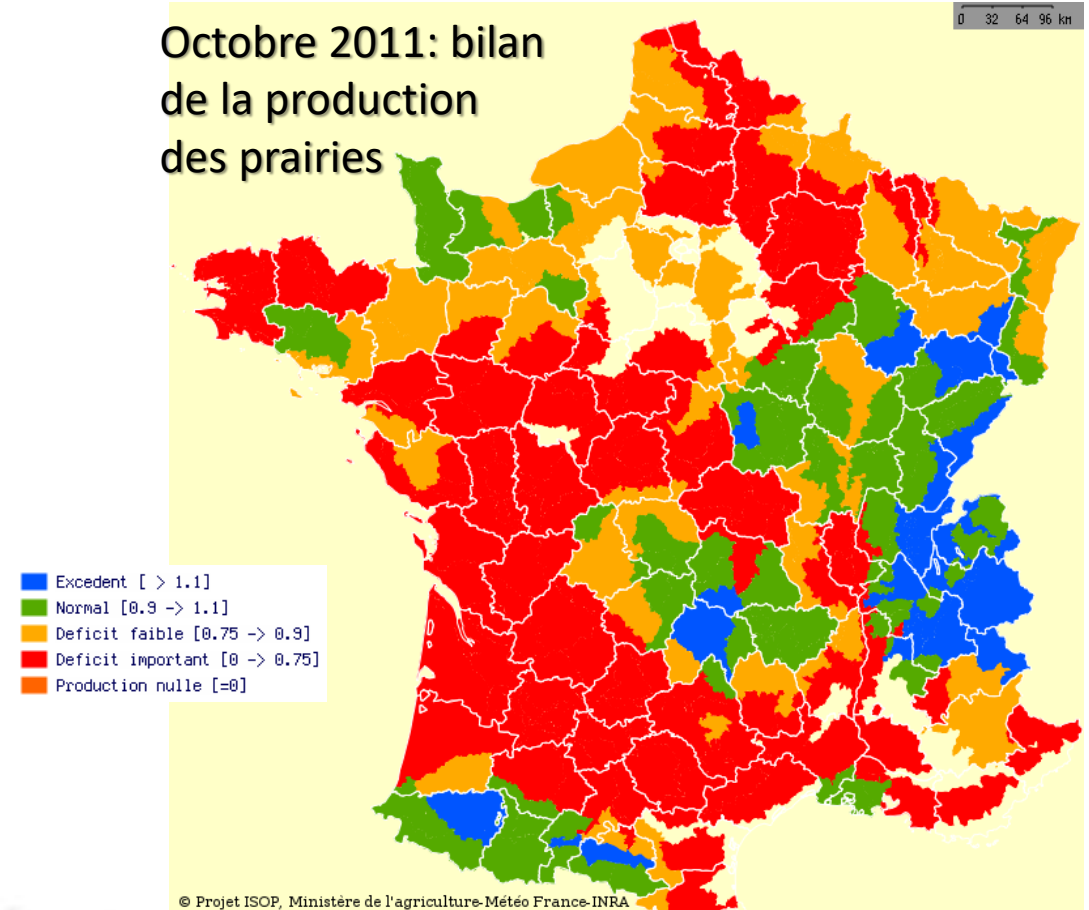 Octobre 2011: bilan
de la production
des prairies
0 32 64 96 km
Excedent [ > 1.1]
Normal [0.9 -> 1.1]
Deficit faible [0.75 -> 0.9]
Deficit important [0 -> 0.75]
Production nulle [=0]
© Projet ISOP, Ministère de l'agriculture-Météo France-INRA